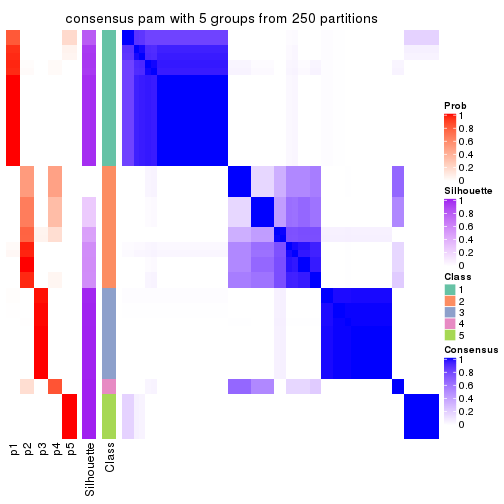 consensus pam with 5 groups from 250 partitions
Prob
1
0.8
0.6
0.4
0.2
0
Silhouette
1
0.8
0.6
0.4
0.2
0
Class
1
2
3
4
5
Consensus
1
0.8
0.6
0.4
0.2
0
p1
p2
p3
p4
p5
Silhouette
Class